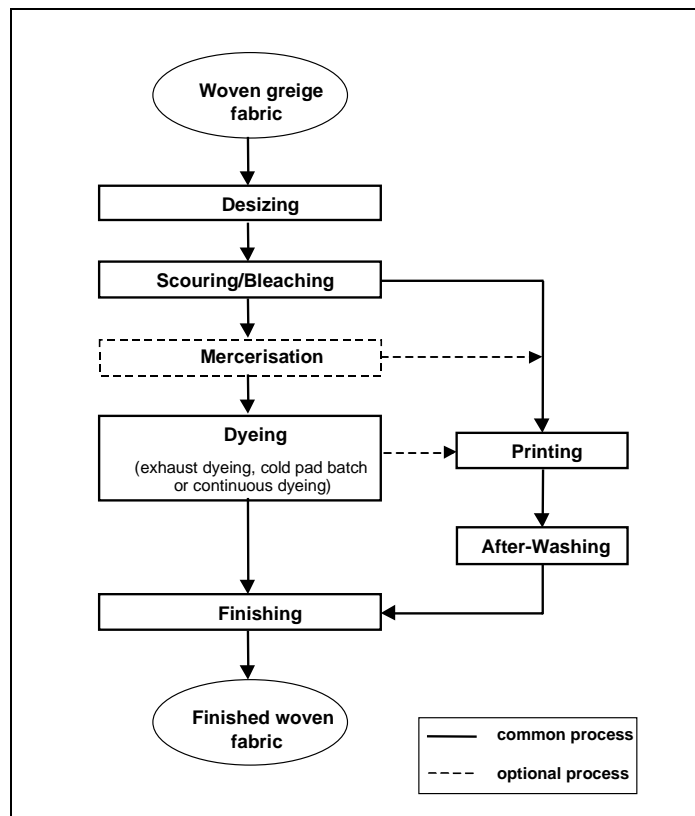 Woven greige
fabric
Desizing
Scouring/Bleaching
Mercerisation
Dyeing
(exhaust dyeing, cold pad batch
or continuous dyeing)
Printing
After-Washing
Finishing
Finished woven
fabric
common process
optional process